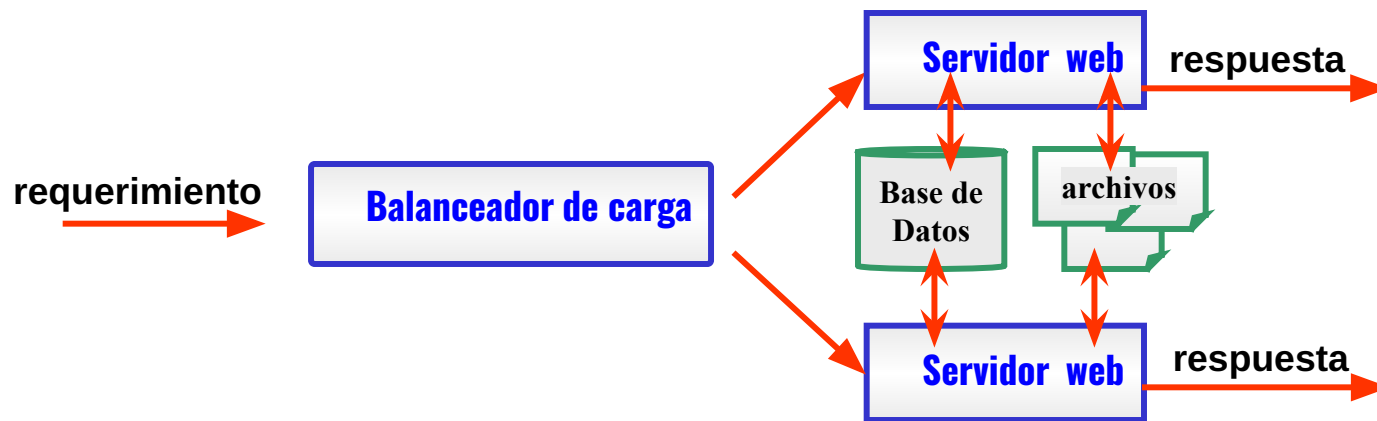 requerimiento
Balanceador de carga
Servidor web
respuesta
Base de
Datos
archivos
Servidor web
respuesta